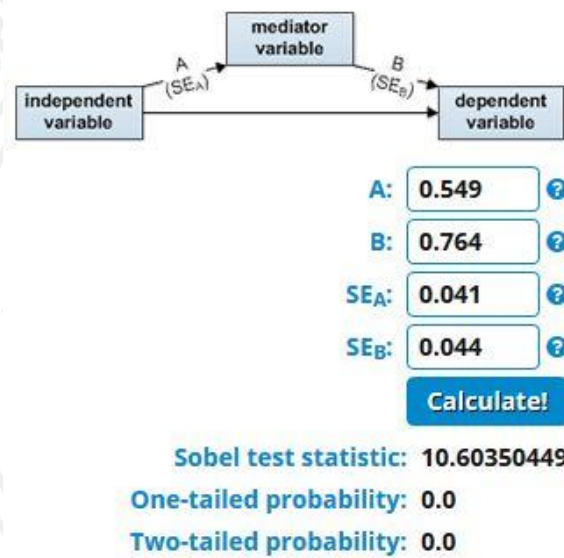 mediator
variable
A
(SEA)
B
(SEB)
independent
variable
dependent
variable
A: 0.549 ?
B: 0.764 ?
SEA: 0.041 ?
SEB: 0.044 ?
Calculate!
Sobel test statistic: 10.60350449
One-tailed probability: 0.0
Two-tailed probability: 0.0